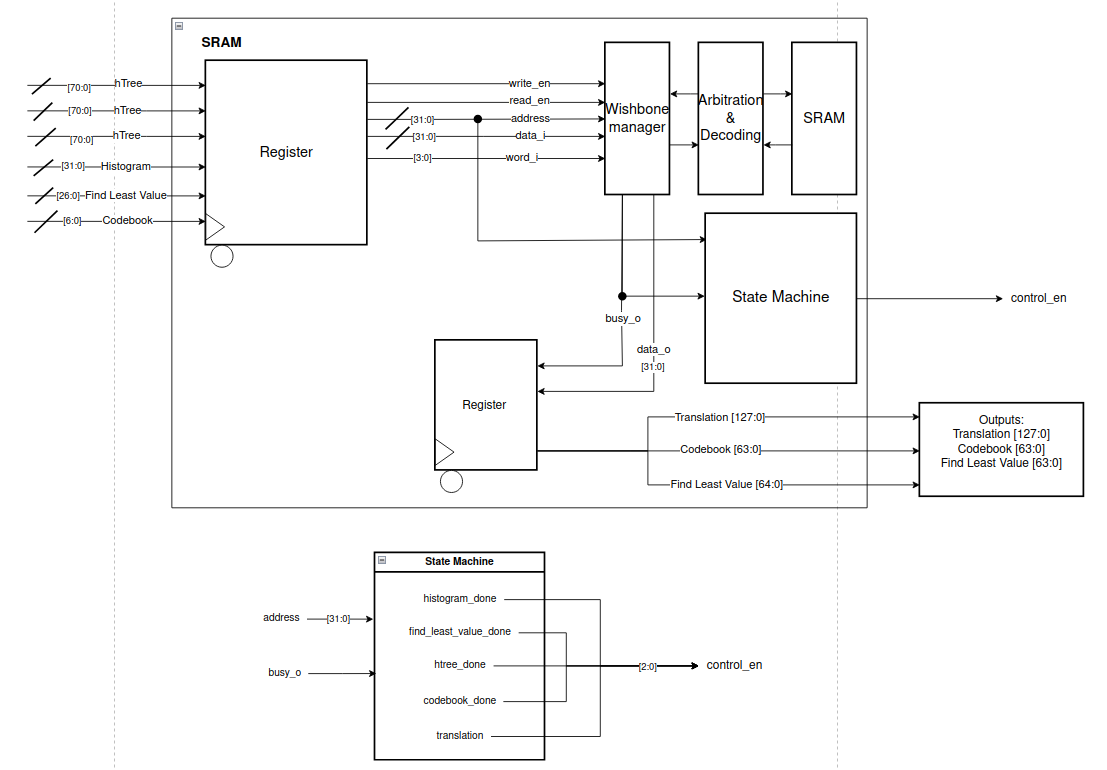 SRAM
[70:0] hTree
[70:0] hTree
[70:0] hTree
[31:0] Histogram
[26:0] Find Least Value
[6:0] Codebook
Register
write_en
read_en
[31:0] address
[31:0] data_i
[3:0] word_i
Wishbone
manager
Arbitration
&
Decoding
SRAM
State Machine
control_en
busy_o
data_o
[31:0]
Register
Translation [127:0]
Codebook [63:0]
Find Least Value [64:0]
Outputs:
Translation [127:0]
Codebook [63:0]
Find Least Value [63:0]
State Machine
address [31:0]
busy_o
histogram_done
find_least_value_done
htree_done
codebook_done
translation
[2:0] control_en